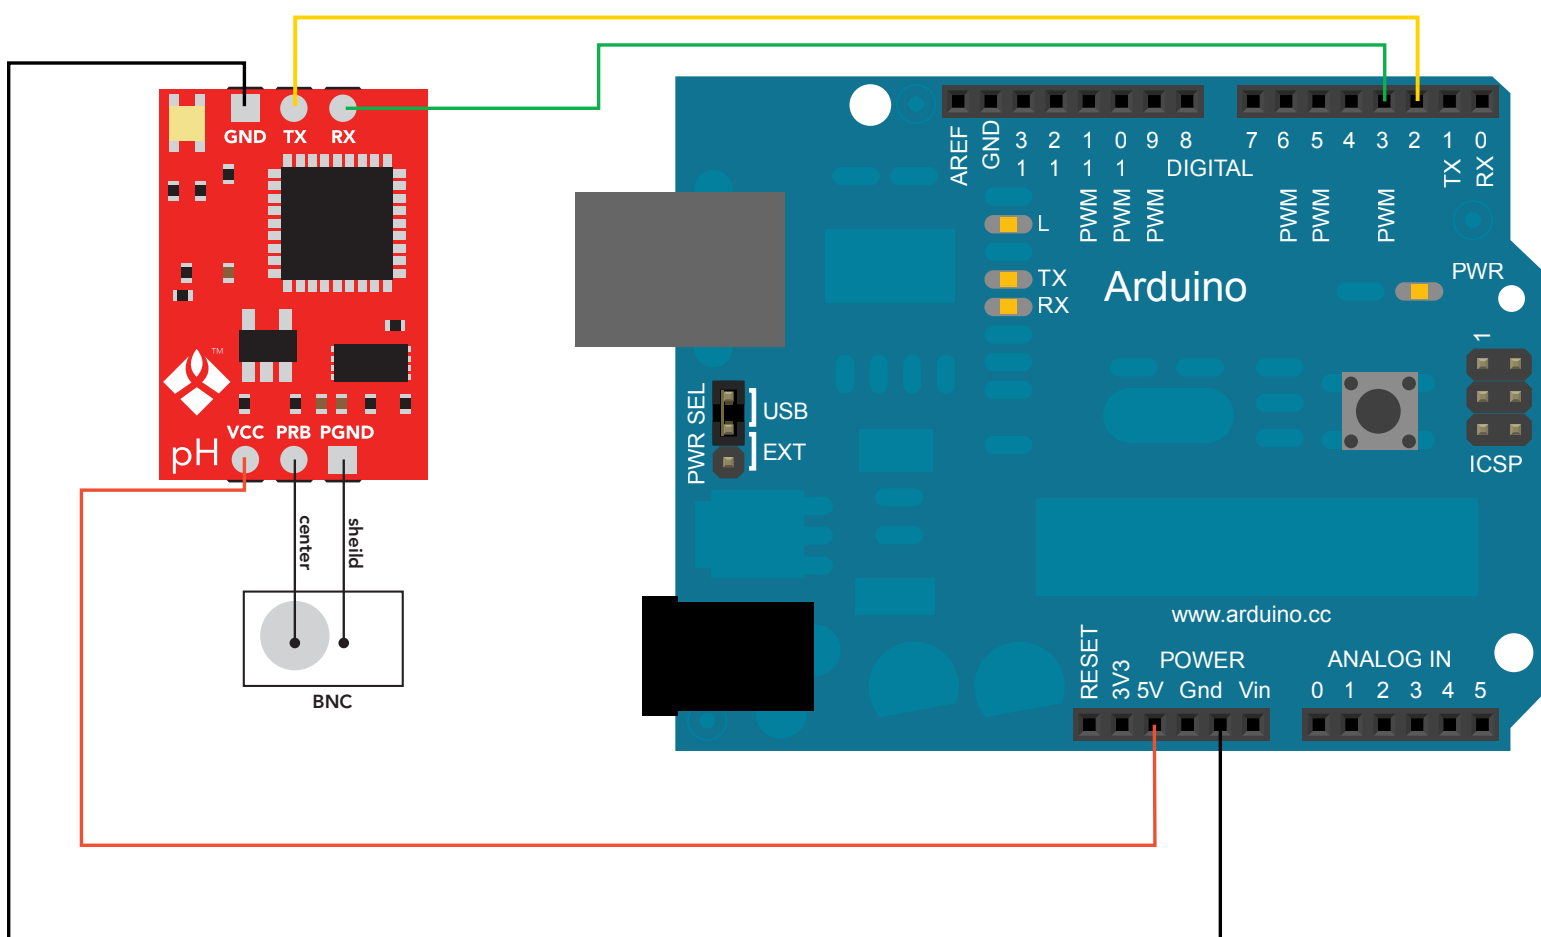 GND TX RX
™
VCC PRB PGND
pH
center
sheild
BNC
AREF
GND
13
12
11
10
9
8
7
6
5
4
3
2
1
0
TX
RX
DIGITAL
PWM
PWM
PWM
PWM
PWM
PWM
L
TX
RX
Arduino
PWR
1
ICSP
PWR SEL
USB
EXT
www.arduino.cc
RESET
3V3
POWER
5V Gnd Vin
ANALOG IN
0 1 2 3 4 5